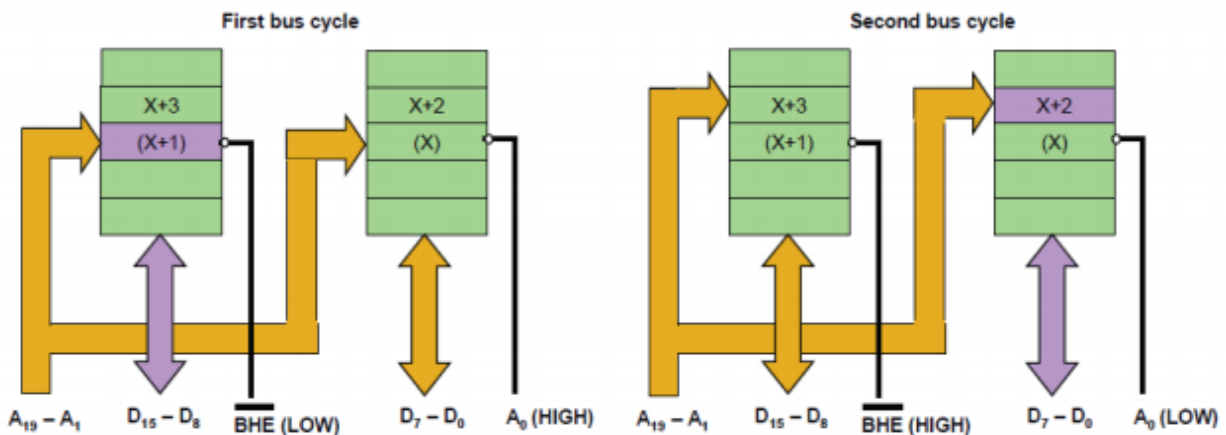 First bus cycle
X+3
(X+1)
X+2
(X)
A19 – A1
D15 – D8
BHE (LOW)
D7 – D0
A0 (HIGH)
Second bus cycle
X+3
(X+1)
X+2
(X)
A19 – A1
D15 – D8
BHE (HIGH)
D7 – D0
A0 (LOW)